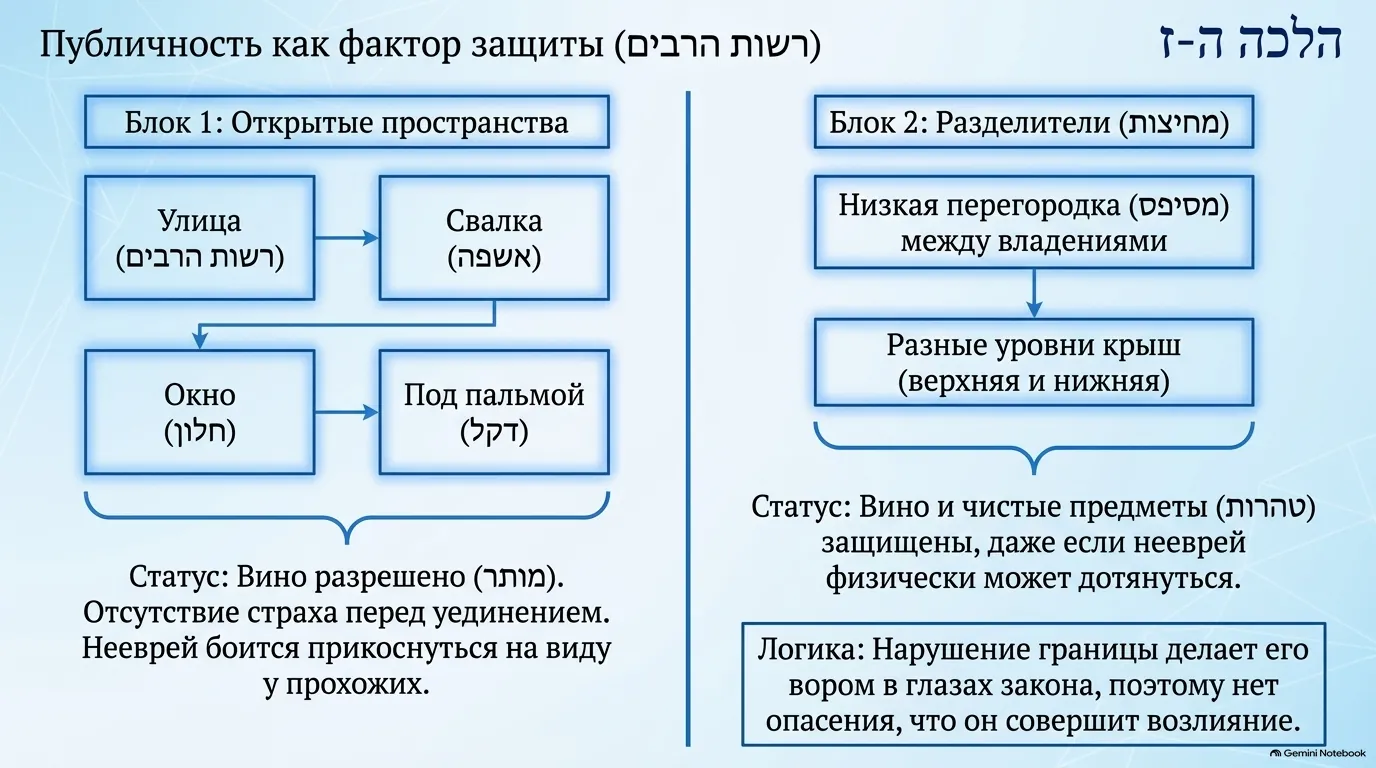 Публичность как фактор защиты (רשות הרבים)
הלכה ה-ז
Блок 1: Открытые пространства
Улица
(רשות הרבים)
Свалка
(אשפה)
Окно
(חלון)
Под пальмой
(דקל)
Статус: Вино разрешено (מותר).
Отсутствие страха перед уединением.
Нееврей боится прикоснуться на виду
у прохожих.
Блок 2: Разделители (מחיצות)
Низкая перегородка (מסיפס)
между владениями
Разные уровни крыш
(верхняя и нижняя)
Статус: Вино и чистые предметы (טהרות)
защищены, даже если нееврей
физически может дотянуться.
Логика: Нарушение границы делает его
вором в глазах закона, поэтому нет
опасения, что он совершит возлияние.
Gemini Notebook